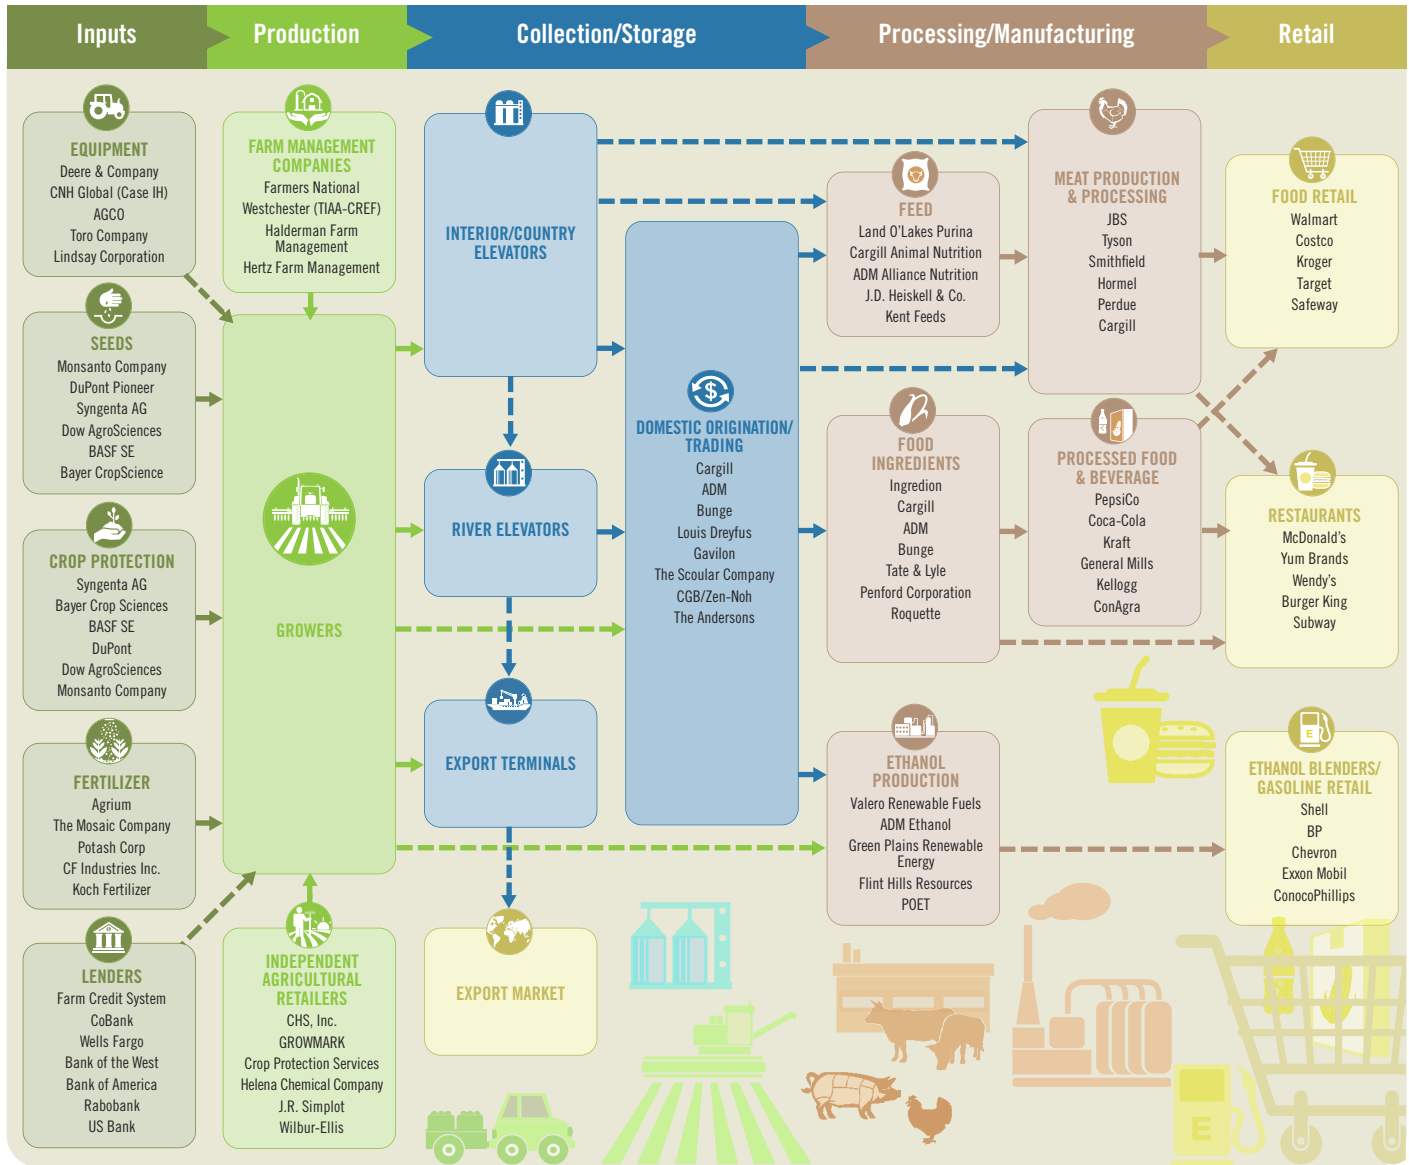 Inputs
Production
Collection/Storage
Processing/Manufacturing
Retail
EQUIPMENT
Deere & Company
CNH Global (Case IH)
AGCO
Toro Company
Lindsay Corporation
SEEDS
Monsanto Company
DuPont Pioneer
Syngenta AG
Dow AgroSciences
BASF SE
Bayer CropScience
CROP PROTECTION
Syngenta AG
Bayer Crop Sciences
BASF SE
DuPont
Dow AgroSciences
Monsanto Company
FERTILIZER
Agrium
The Mosaic Company
Potash Corp
CF Industries Inc.
Koch Fertilizer
LENDERS
Farm Credit System
CoBank
Wells Fargo
Bank of the West
Bank of America
Rabobank
US Bank
FARM MANAGEMENT
COMPANIES
Farmers National
Westchester (TIAA-CREF)
Halderman Farm
Management
Hertz Farm Management
GROWERS
INDEPENDENT
AGRICULTURAL
RETAILERS
CHS, Inc.
GROWMARK
Crop Protection Services
Helena Chemical Company
J.R. Simplot
Wilbur-Ellis
INTERIOR/COUNTRY
ELEVATORS
RIVER ELEVATORS
EXPORT TERMINALS
EXPORT MARKET
$
DOMESTIC ORIGINATION/
TRADING
Cargill
ADM
Bunge
Louis Dreyfus
Gavilon
The Scoular Company
CGB/Zen-Noh
The Andersons
FEED
Land O'Lakes Purina
Cargill Animal Nutrition
ADM Alliance Nutrition
J.D. Heiskell & Co.
Kent Feeds
FOOD
INGREDIENTS
Ingredion
Cargill
ADM
Bunge
Tate & Lyle
Penford Corporation
Roquette
ETHANOL
PRODUCTION
Valero Renewable Fuels
ADM Ethanol
Green Plains Renewable
Energy
Flint Hills Resources
POET
MEAT PRODUCTION
& PROCESSING
JBS
Tyson
Smithfield
Hormel
Perdue
Cargill
PROCESSED FOOD
& BEVERAGE
PepsiCo
Coca-Cola
Kraft
General Mills
Kellogg
ConAgra
FOOD RETAIL
Walmart
Costco
Kroger
Target
Safeway
RESTAURANTS
McDonald's
Yum Brands
Wendy's
Burger King
Subway
E
ETHANOL BLENDERS/
GASOLINE RETAIL
Shell
BP
Chevron
Exxon Mobil
ConocoPhillips
E